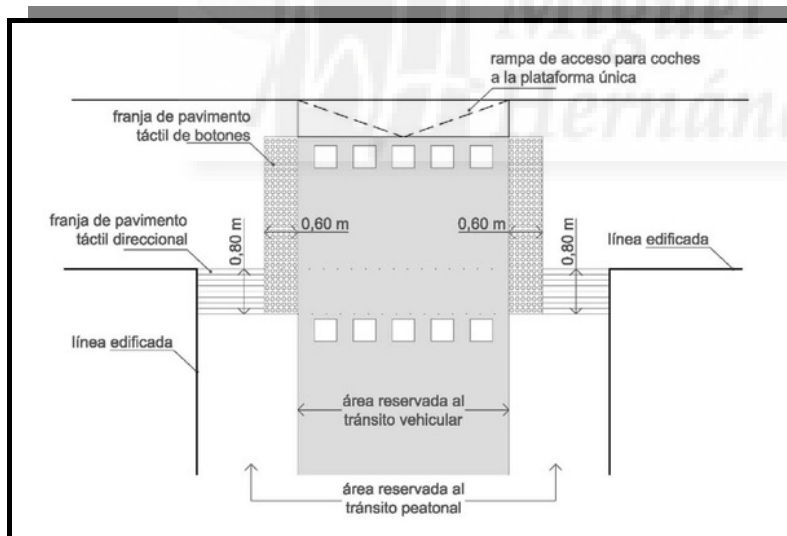 Miguel
Hernán
rampa de acceso para coches
a la plataforma única
franja de pavimento
táctil de botones
franja de pavimento
táctil direccional
0,80 m
0,60 m
0,60 m
0,80 m
línea edificada
línea edificada
área reservada al
tránsito vehicular
área reservada al
tránsito peatonal